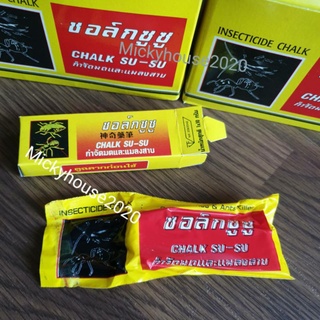 INSECTICIDE CHALK
ชอล์กซูซู
CHALK SU-SU
กำจัดมดและแมลงสาบ
INSECTICIDE CHALK
Mickyhouse2020
ชอล์กซูซู
神奇藥筆
CHALK SU-SU
กำจัดมดและแมลงสาบ
Mickyhouse2020
INSECTICIDE
ชอล์กซูซู
CHALK SU-SU
กำจัดมดและแมลงสาบ
Mickyhouse2020